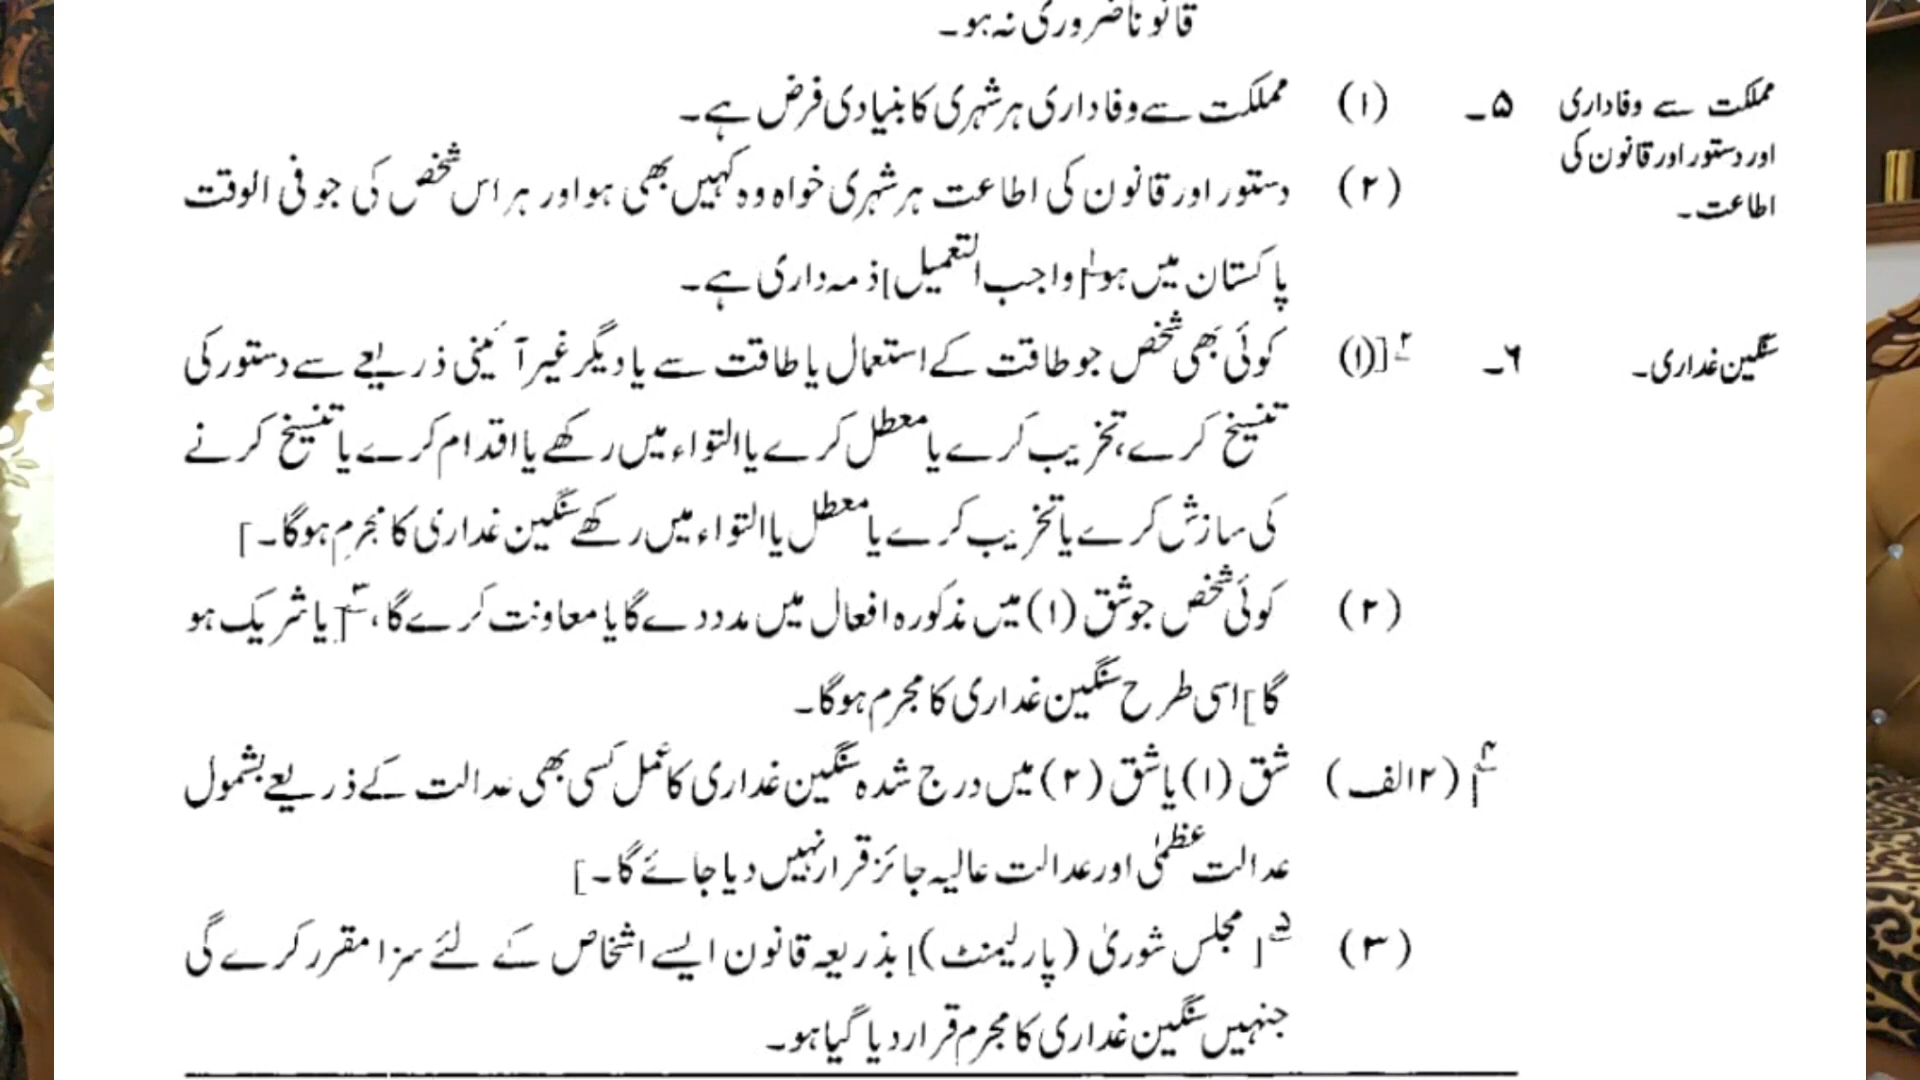 قانوناً ضروری نہ ہو۔
مملکت سے وفاداری ۵۔ (۱) مملکت سے وفاداری ہر شہری کا بنیادی فرض ہے۔
اور دستور اور قانون کی
اطاعت۔ (۲) دستور اور قانون کی اطاعت ہر شہری خواہ وہ کہیں بھی ہو اور ہر اس شخص کی جو فی الوقت
پاکستان میں ہو ۱[واجب التعمیل] ذمہ داری ہے۔
سنگین غداری۔ ۶۔ ۲[(۱) کوئی بھی شخص جو طاقت کے استعمال یا طاقت سے یا دیگر غیر آئینی ذریعے سے دستور کی
تنسیخ کرے، تخریب کرے یا معطل کرے یا التواء میں رکھے یا اقدام کرے یا تنسیخ کرنے
کی سازش کرے یا تخریب کرے یا معطل یا التواء میں رکھے سنگین غداری کا مجرم ہوگا۔]
(۲) کوئی شخص جو شق (۱) میں مذکورہ افعال میں مدد دے گا یا معاونت کرے گا، ۳[یا شریک ہو
گا] اسی طرح سنگین غداری کا مجرم ہوگا۔
۴[(۲الف) شق (۱) یا شق (۲) میں درج شدہ سنگین غداری کا عمل کسی بھی عدالت کے ذریعے بشمول
عدالت عظمیٰ اور عدالت عالیہ جائز قرار نہیں دیا جائے گا۔]
(۳) ۵[مجلس شوریٰ (پارلیمنٹ)] بذریعہ قانون ایسے اشخاص کے لئے سزا مقرر کرے گی
جنہیں سنگین غداری کا مجرم قرار دیا گیا ہو۔